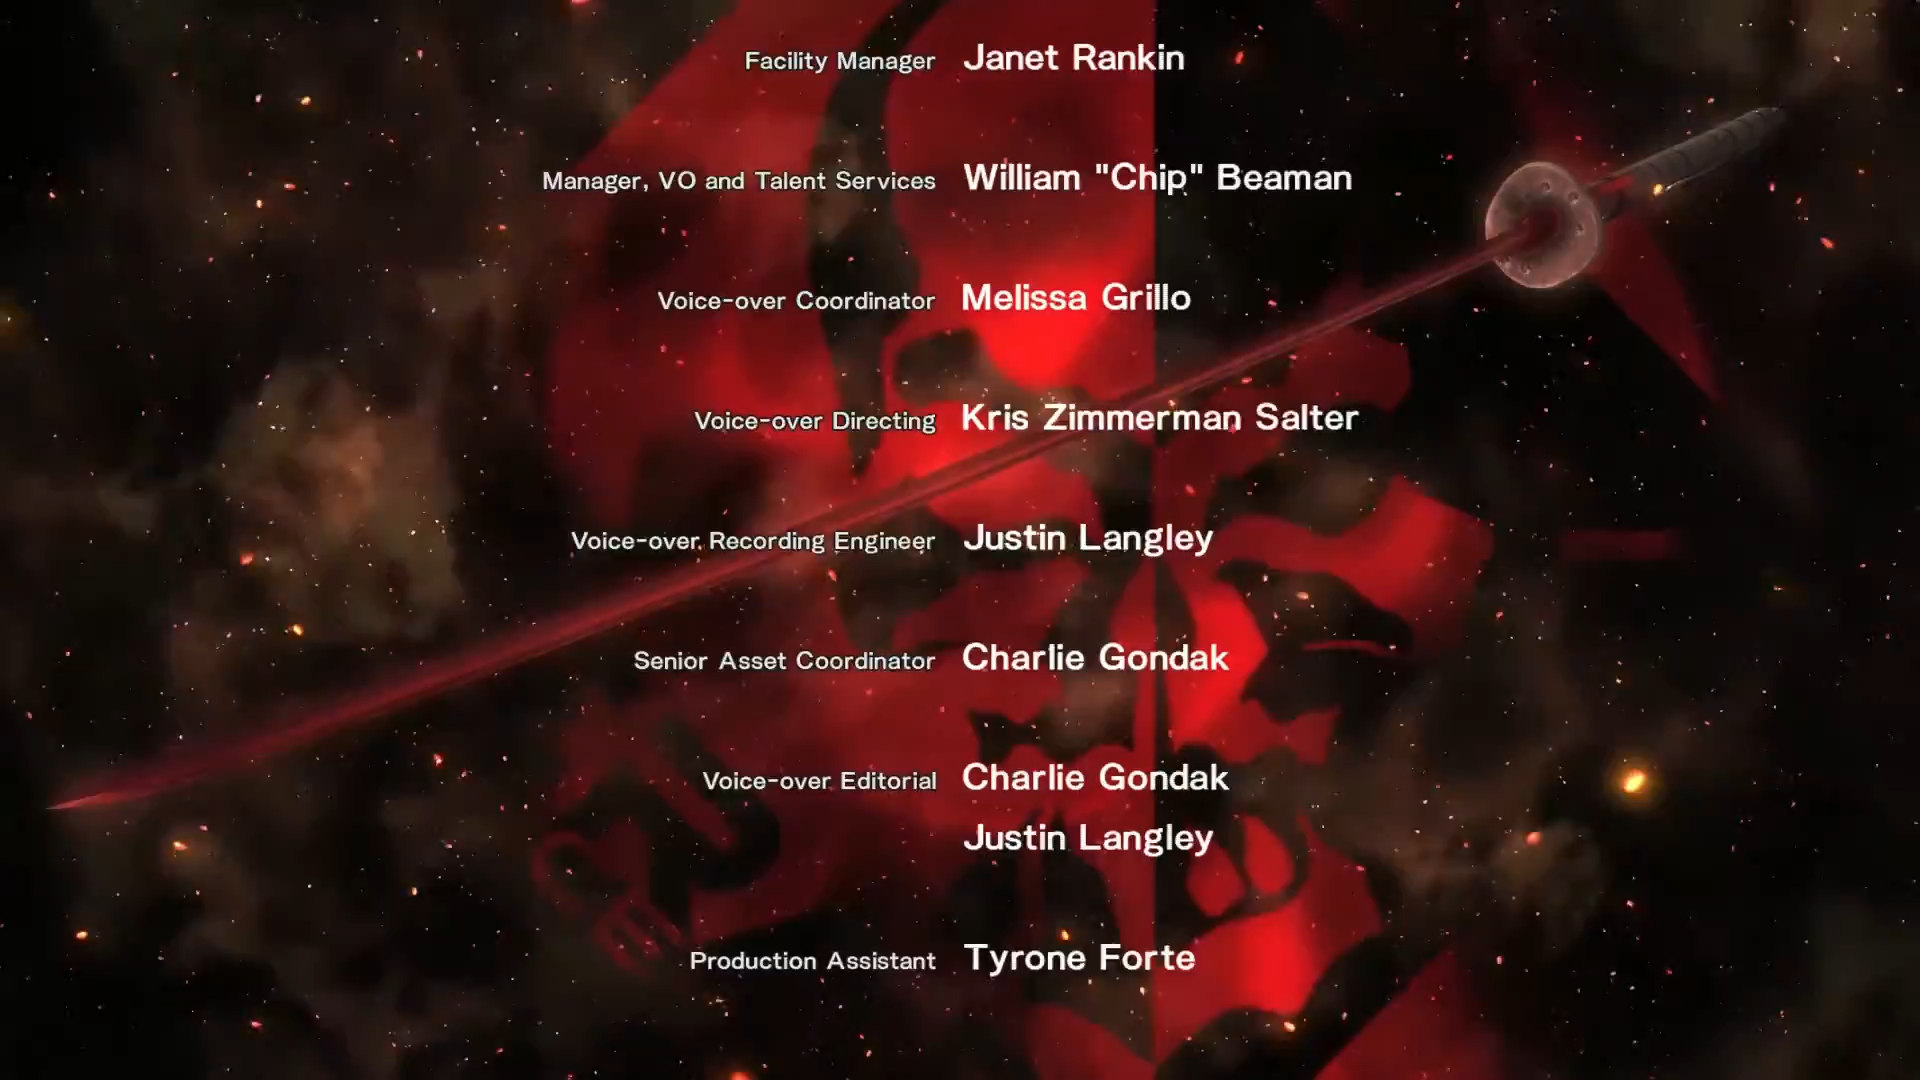 Facility Manager Janet Rankin
Manager, VO and Talent Services William "Chip" Beaman
Voice-over Coordinator Melissa Grillo
Voice-over Directing Kris Zimmerman Salter
Voice-over Recording Engineer Justin Langley
Senior Asset Coordinator Charlie Gondak
Voice-over Editorial Charlie Gondak
Justin Langley
Production Assistant Tyrone Forte